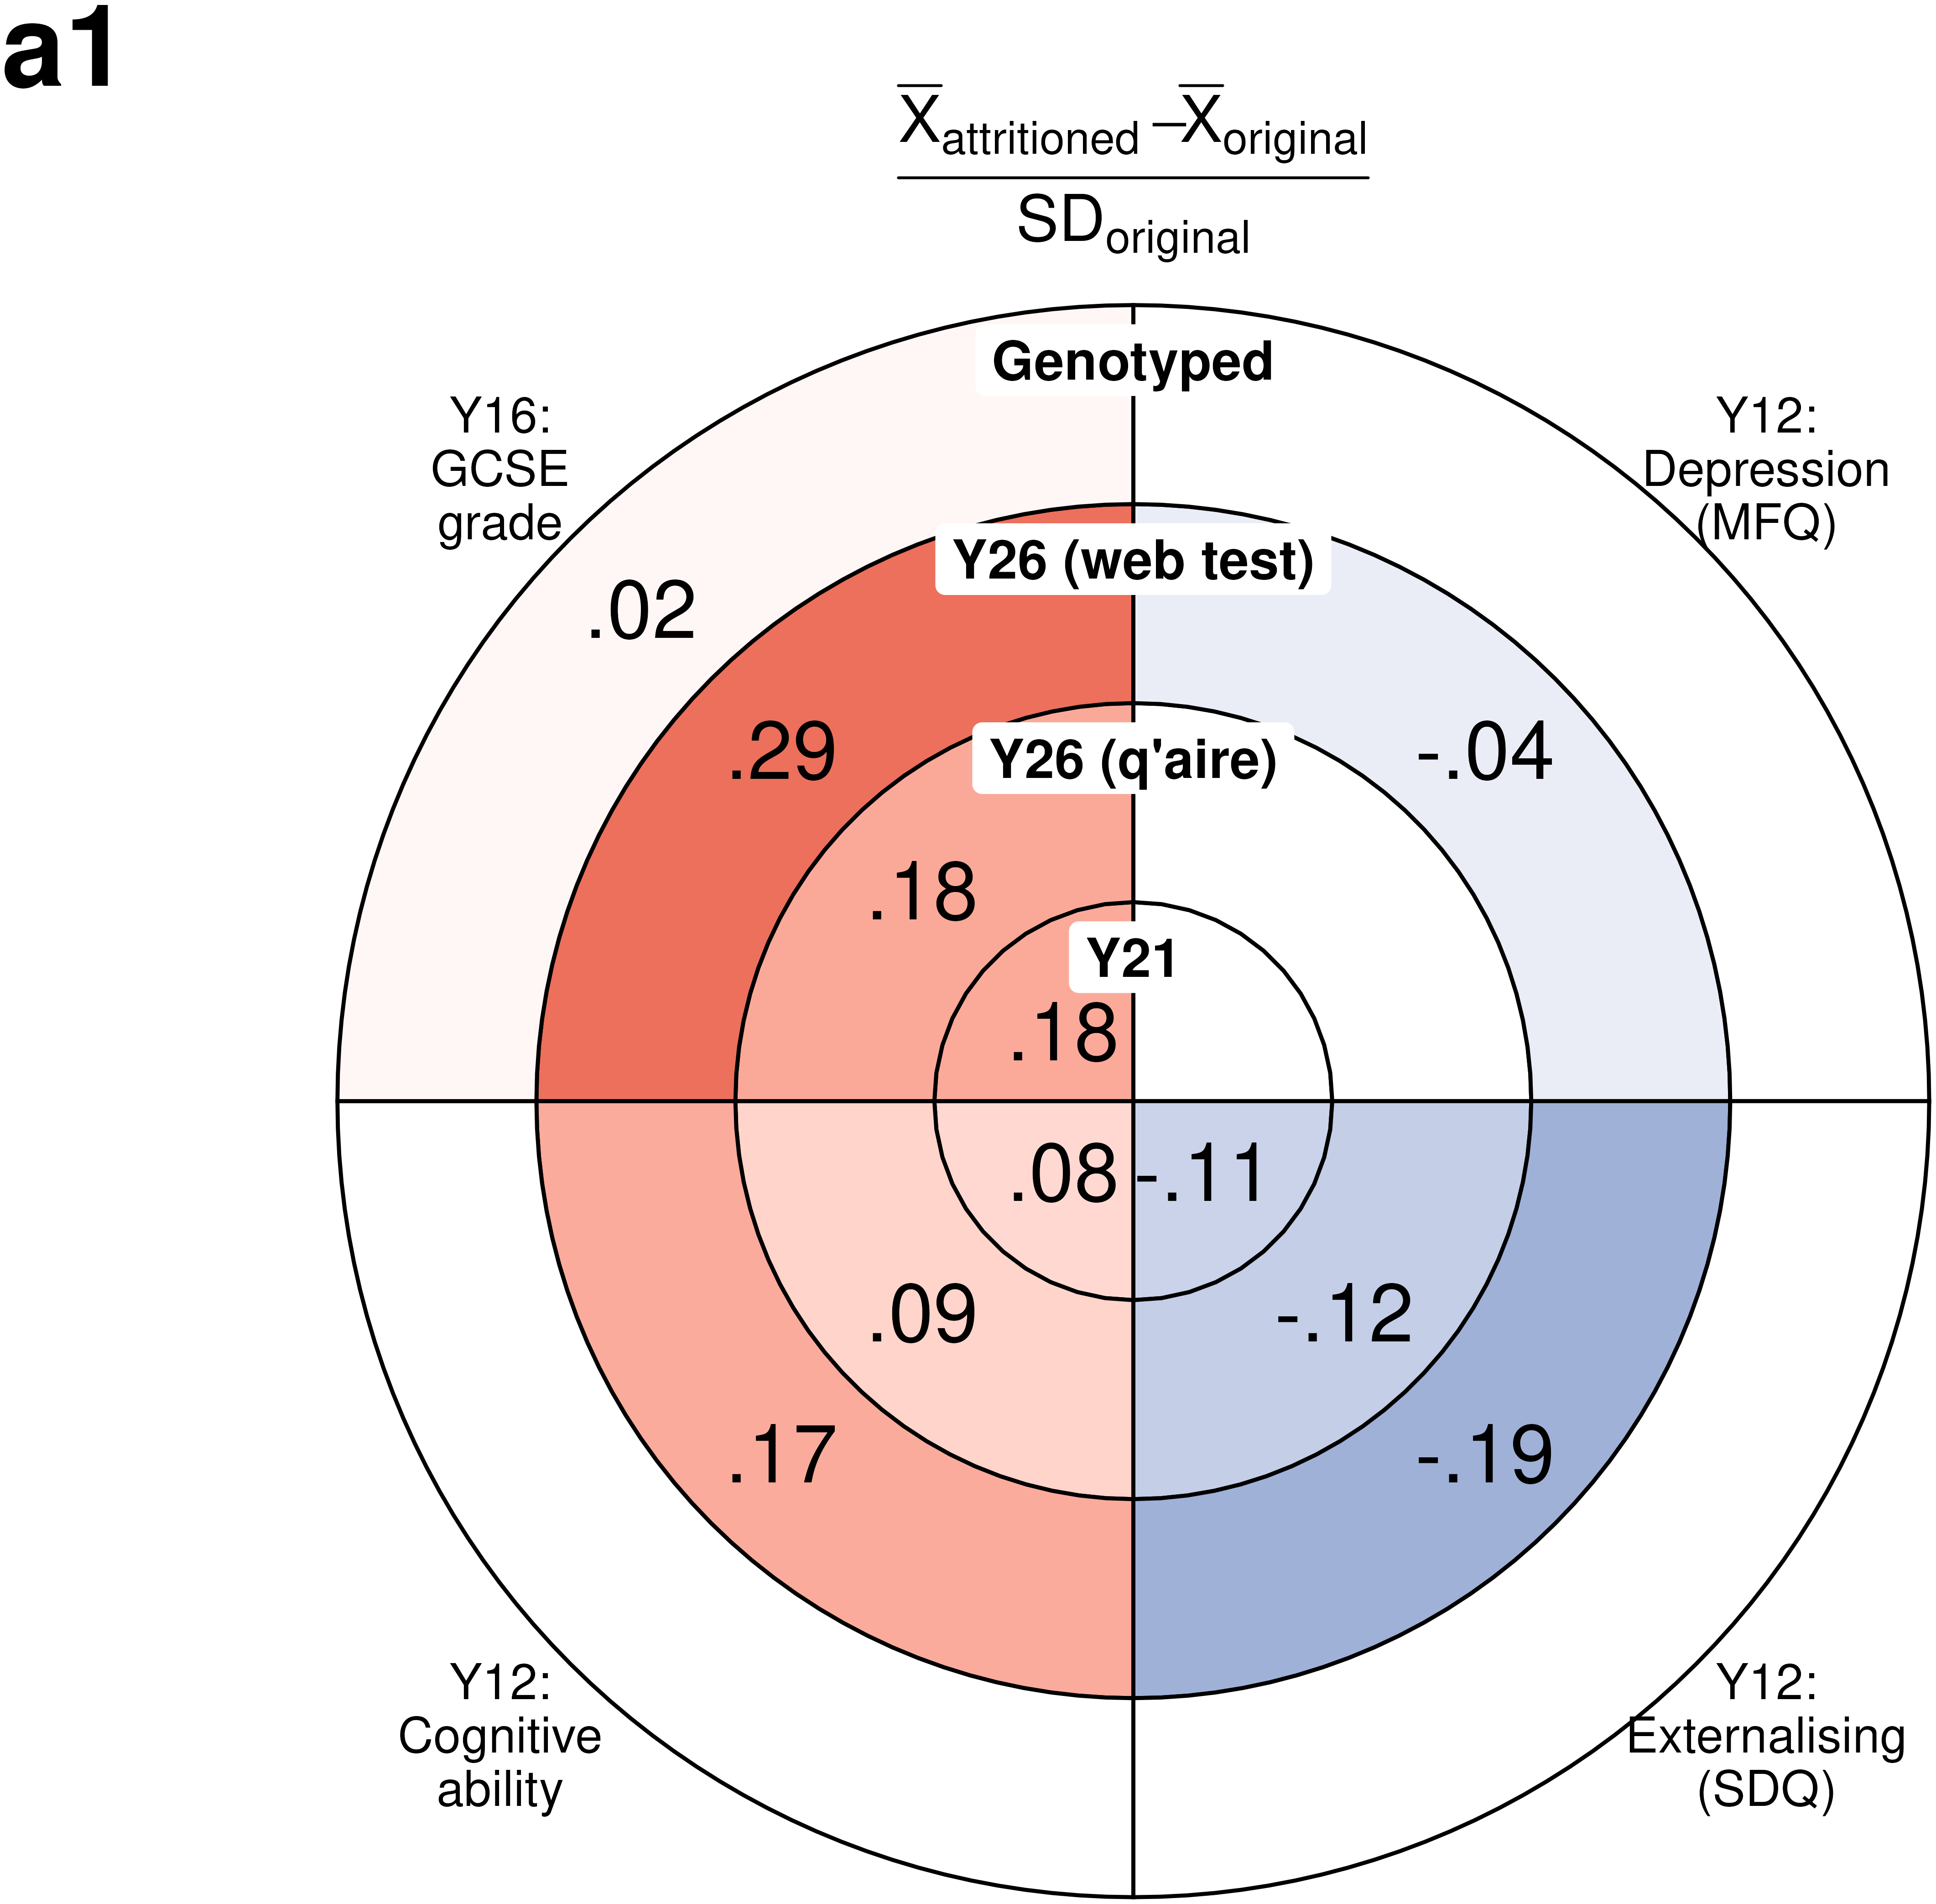 a1
X̅attritioned –X̅original
SDoriginal
Genotyped
Y16:
GCSE
grade
Y12:
Depression
(MFQ)
Y26 (web test)
.02
.29
-.04
Y26 (q'aire)
.18
Y21
.18
.08
-.11
.09
-.12
.17
-.19
Y12:
Cognitive
ability
Y12:
Externalising
(SDQ)